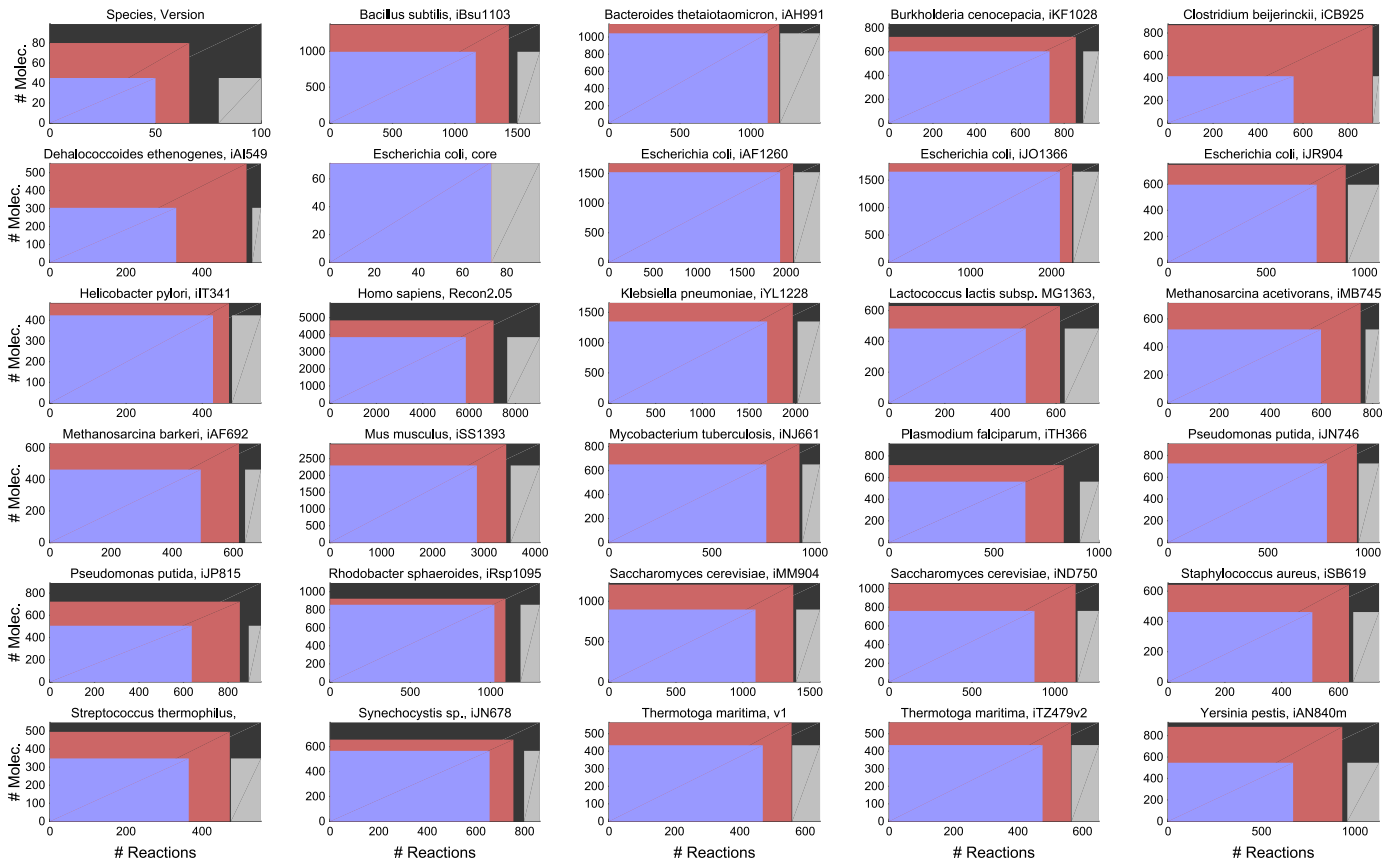 Species, Version
Bacillus subtilis, iBsu1103
Bacteroides thetaiotaomicron, iAH991
Burkholderia cenocepacia, iKF1028
Clostridium beijerinckii, iCB925
# Molec.
80
60
40
20
0
0 50 100
1000
500
0
0 500 1000 1500
1000
800
600
400
200
0
0 500 1000
800
600
400
200
0
0 200 400 600 800
800
600
400
200
0
0 200 400 600 800
Dehalococcoides ethenogenes, iAI549
Escherichia coli, core
Escherichia coli, iAF1260
Escherichia coli, iJO1366
Escherichia coli, iJR904
# Molec.
500
400
300
200
100
0
0 200 400
60
40
20
0
0 20 40 60 80
1500
1000
500
0
0 500 1000 1500 2000
1500
1000
500
0
0 1000 2000
600
400
200
0
0 500 1000
Helicobacter pylori, iIT341
Homo sapiens, Recon2.05
Klebsiella pneumoniae, iYL1228
Lactococcus lactis subsp. MG1363,
Methanosarcina acetivorans, iMB745
# Molec.
400
300
200
100
0
0 200 400
5000
4000
3000
2000
1000
0
0 2000 4000 6000 8000
1500
1000
500
0
0 500 1000 1500 2000
600
400
200
0
0 200 400 600
600
400
200
0
0 200 400 600 800
Methanosarcina barkeri, iAF692
Mus musculus, iSS1393
Mycobacterium tuberculosis, iNJ661
Plasmodium falciparum, iTH366
Pseudomonas putida, iJN746
# Molec.
600
400
200
0
0 200 400 600
2500
2000
1500
1000
500
0
0 1000 2000 3000 4000
800
600
400
200
0
0 500 1000
800
600
400
200
0
0 500 1000
800
600
400
200
0
0 500 1000
Pseudomonas putida, iJP815
Rhodobacter sphaeroides, iRsp1095
Saccharomyces cerevisiae, iMM904
Saccharomyces cerevisiae, iND750
Staphylococcus aureus, iSB619
# Molec.
800
600
400
200
0
0 200 400 600 800
1000
800
600
400
200
0
0 500 1000
1000
500
0
0 500 1000 1500
1000
800
600
400
200
0
0 500 1000
600
400
200
0
0 200 400 600
Streptococcus thermophilus,
Synechocystis sp., iJN678
Thermotoga maritima, v1
Thermotoga maritima, iTZ479v2
Yersinia pestis, iAN840m
# Molec.
500
400
300
200
100
0
0 200 400
600
400
200
0
0 200 400 600 800
500
400
300
200
100
0
0 200 400 600
500
400
300
200
100
0
0 200 400 600
800
600
400
200
0
0 500 1000
# Reactions
# Reactions
# Reactions
# Reactions
# Reactions